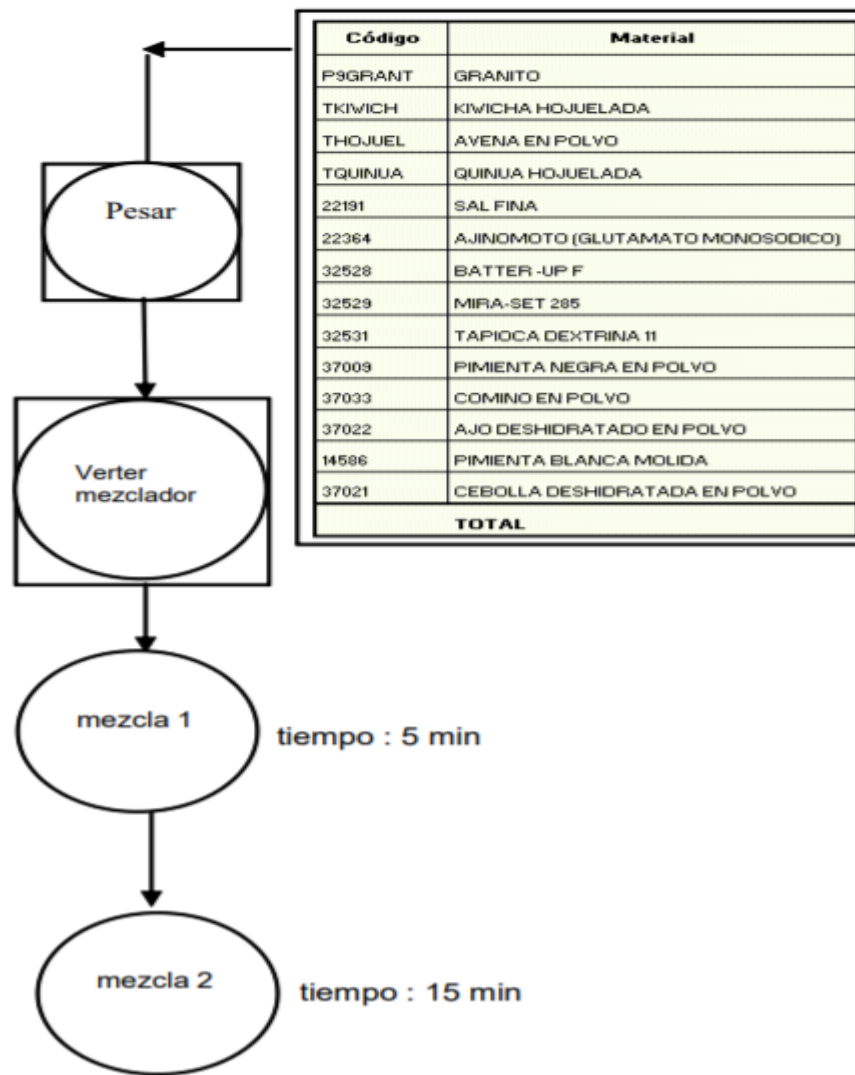 Código Material
P9GRANT GRANITO
TKIWICH KIWICHA HOJUELADA
THOJUEL AVENA EN POLVO
TQUINUA QUINUA HOJUELADA
22191 SAL FINA
22364 AJINOMOTO (GLUTAMATO MONOSODICO)
32528 BATTER -UP F
32529 MIRA-SET 285
32531 TAPIOCA DEXTRINA 11
37009 PIMIENTA NEGRA EN POLVO
37033 COMINO EN POLVO
37022 AJO DESHIDRATADO EN POLVO
14586 PIMIENTA BLANCA MOLIDA
37021 CEBOLLA DESHIDRATADA EN POLVO
TOTAL
Pesar
Verter
mezclador
mezcla 1
tiempo : 5 min
mezcla 2
tiempo : 15 min